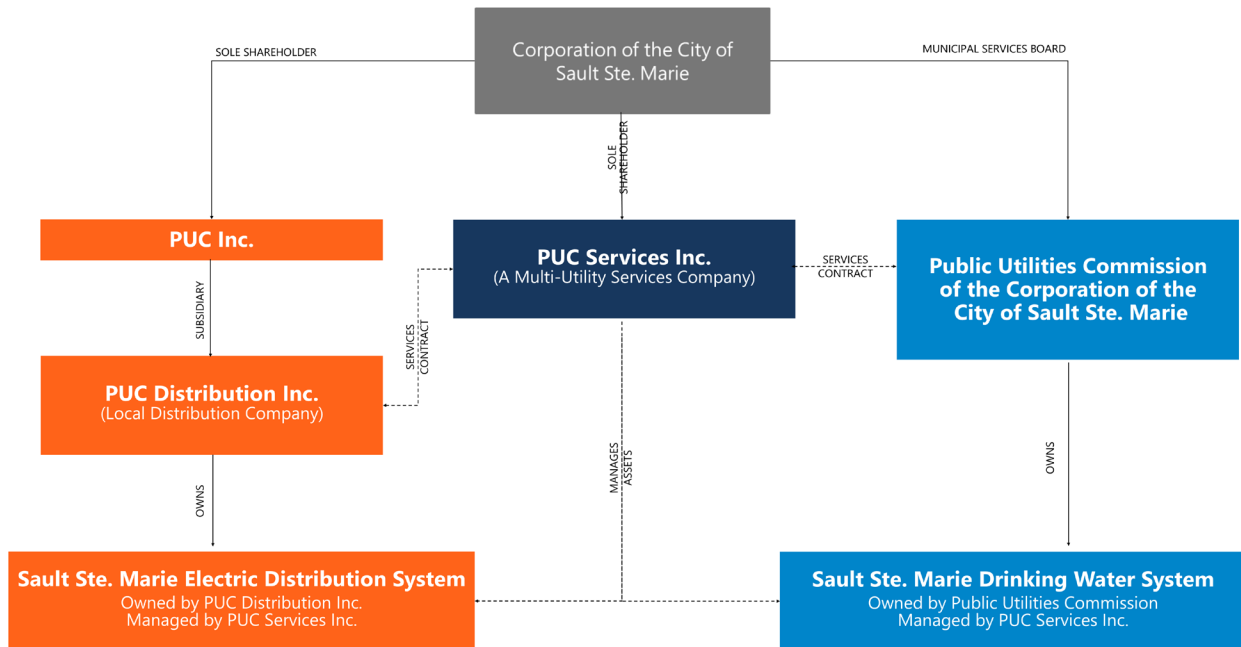 Corporation of the City of
Sault Ste. Marie
SOLE SHAREHOLDER
MUNICIPAL SERVICES BOARD
SOLE
SHAREHOLDER
PUC Inc.
PUC Services Inc.
(A Multi-Utility Services Company)
SERVICES
CONTRACT
Public Utilities Commission
of the Corporation of the
City of Sault Ste. Marie
SUBSIDIARY
SERVICES
CONTRACT
PUC Distribution Inc.
(Local Distribution Company)
MANAGES
ASSETS
OWNS
OWNS
Sault Ste. Marie Electric Distribution System
Owned by PUC Distribution Inc.
Managed by PUC Services Inc.
Sault Ste. Marie Drinking Water System
Owned by Public Utilities Commission
Managed by PUC Services Inc.